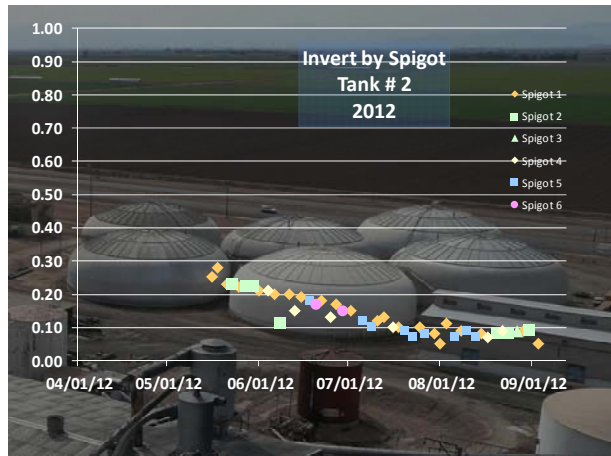 Invert by Spigot
Tank # 2
2012
1.00
0.90
0.80
0.70
0.60
0.50
0.40
0.30
0.20
0.10
0.00
04/01/12 05/01/12 06/01/12 07/01/12 08/01/12 09/01/12
Spigot 1
Spigot 2
Spigot 3
Spigot 4
Spigot 5
Spigot 6